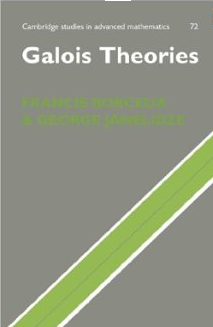 Cambridge studies in advanced mathematics 72
Galois Theories
FRANCIS BORCEUX
& GEORGE JANELIDZE